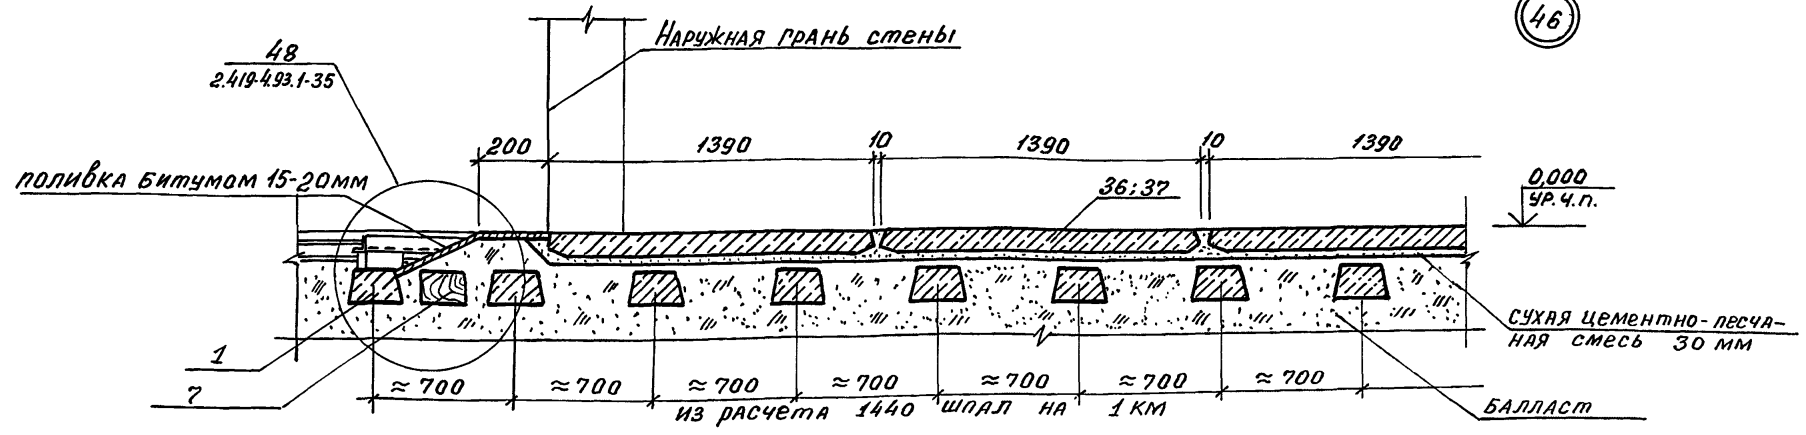 46
48
2.419-4.93.1-35
Наружная грань стены
200
1390
10
1390
10
1390
поливка битумом 15-20мм
36; 37
0,000
ур.ч.п.
сухая цементно-песча-
ная смесь 30 мм
1
7
≈700
≈700
≈700
≈700
≈700
≈700
≈700
из расчета 1440 шпал на 1 км
балласт